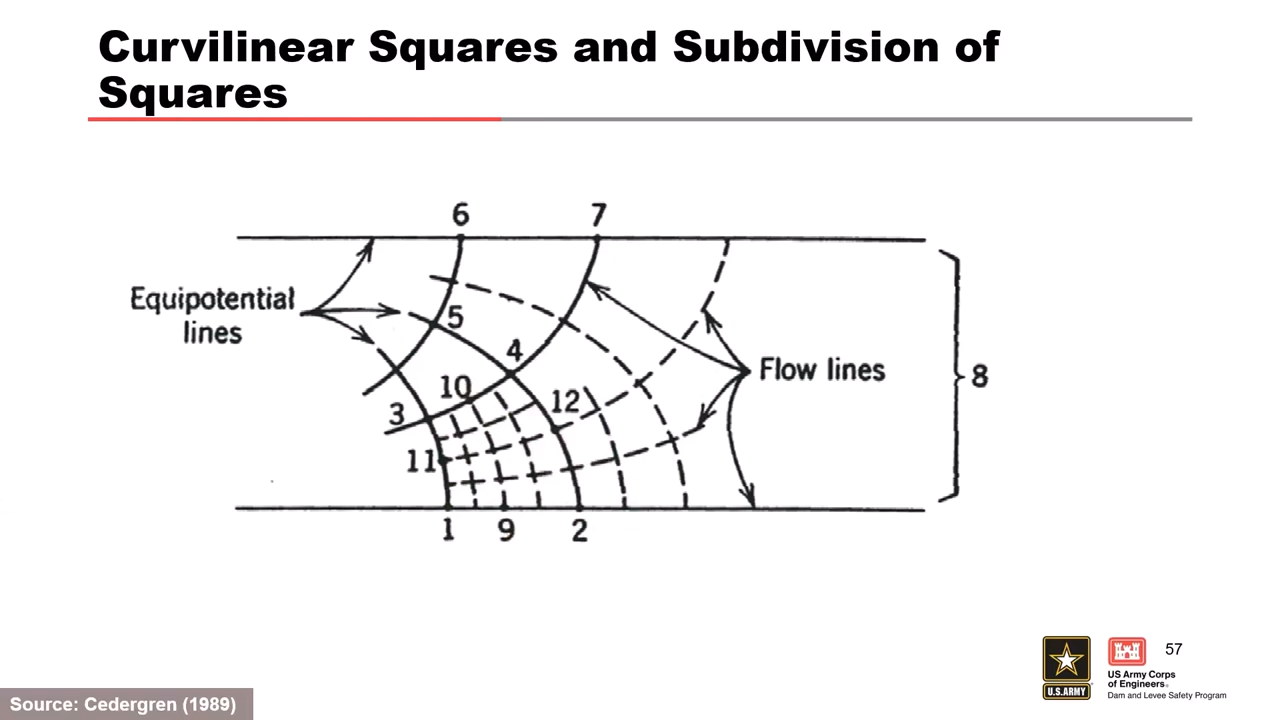 Curvilinear Squares and Subdivision of
Squares
6
7
Equipotential
lines
5
4
Flow lines
8
10
12
3
11
1
9
2
57
U.S.ARMY
US Army Corps
of Engineers®
Dam and Levee Safety Program
Source: Cedergren (1989)